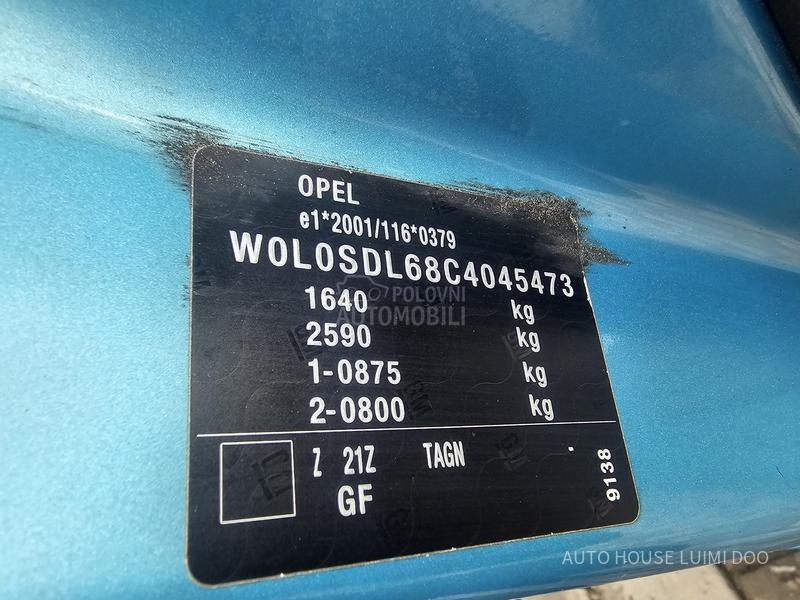 OPEL
e1*2001/116*0379
W0L0SDL68C4045473
1640 kg
POLOVNI
AUTOMOBILI
2590 kg
1-0875 kg
2-0800 kg
Z 21Z TAGN -
GF
9138
AUTO HOUSE LUIMI DOO